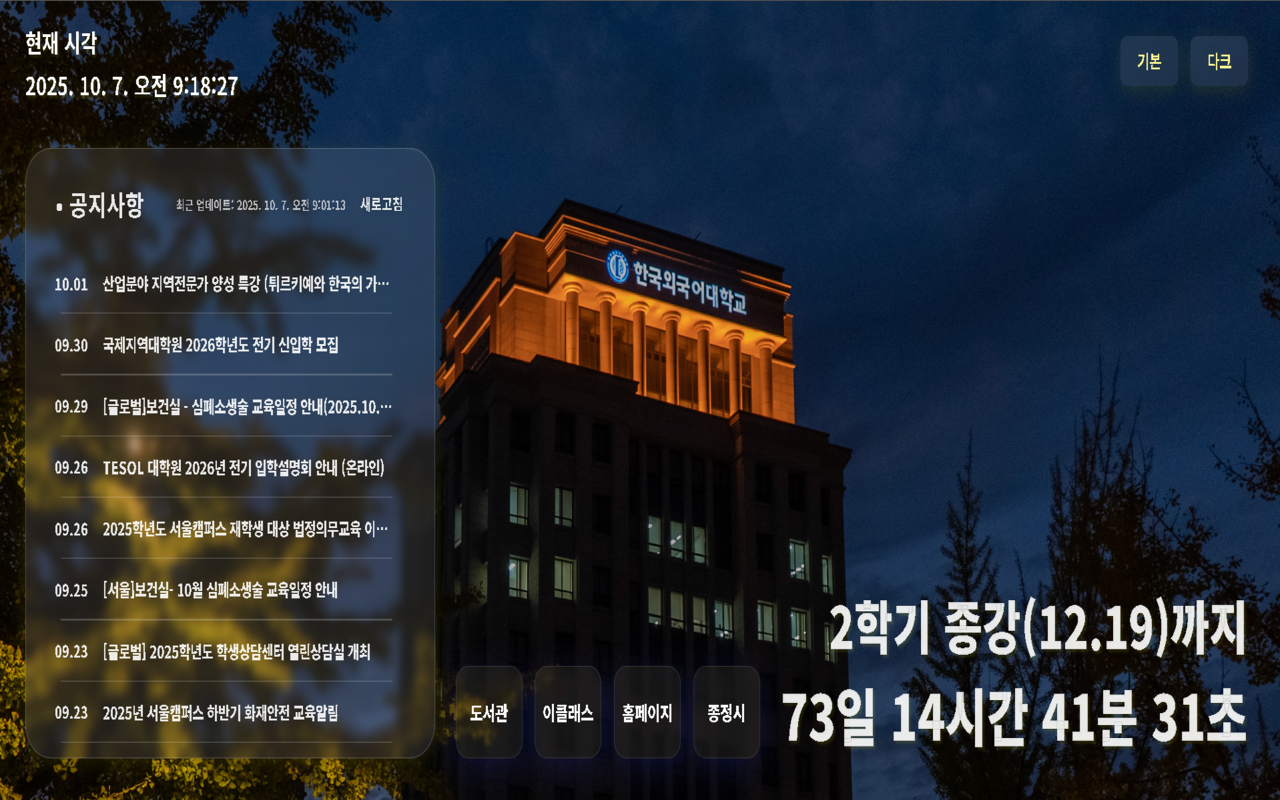 현재 시각
2025. 10. 7. 오전 9:18:27
기본
다크
• 공지사항
최근 업데이트: 2025. 10. 7. 오전 9:01:13
새로고침
10.01 산업분야 지역전문가 양성 특강 (튀르키예와 한국의 가…
09.30 국제지역대학원 2026학년도 전기 신입학 모집
09.29 [글로벌]보건실 - 심폐소생술 교육일정 안내(2025.10.…
09.26 TESOL 대학원 2026년 전기 입학설명회 안내 (온라인)
09.26 2025학년도 서울캠퍼스 재학생 대상 법정의무교육 이…
09.25 [서울]보건실- 10월 심폐소생술 교육일정 안내
09.23 [글로벌] 2025학년도 학생상담센터 열린상담실 개최
09.23 2025년 서울캠퍼스 하반기 화재안전 교육알림
한국외국어대학교
도서관
이클래스
홈페이지
종정시
2학기 종강(12.19)까지
73일 14시간 41분 31초